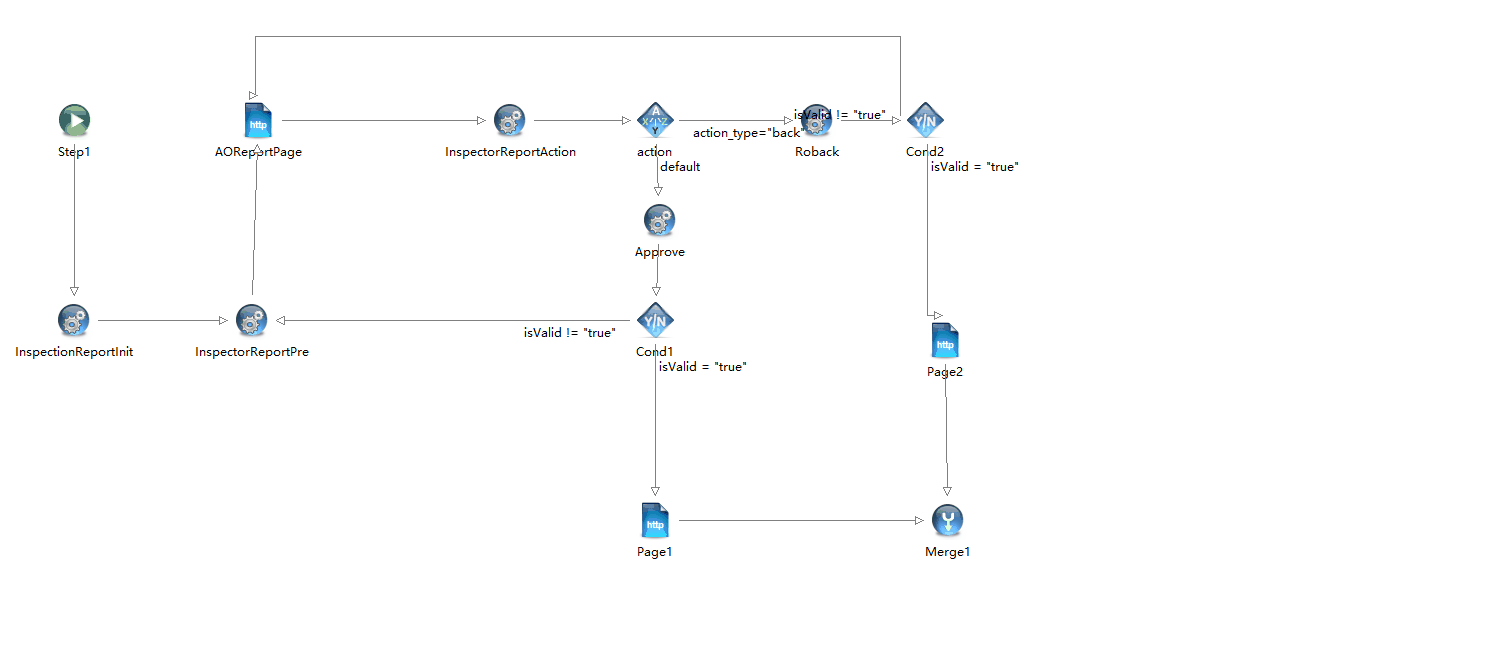 isValid != "true"
http
A
X Y Z
Y
Y/N
action_type="back"
Step1
AOReportPage
InspectorReportAction
action
Roback
Cond2
default
isValid = "true"
Approve
Y/N
isValid != "true"
http
InspectionReportInit
InspectorReportPre
Cond1
isValid = "true"
Page2
http
Page1
Merge1